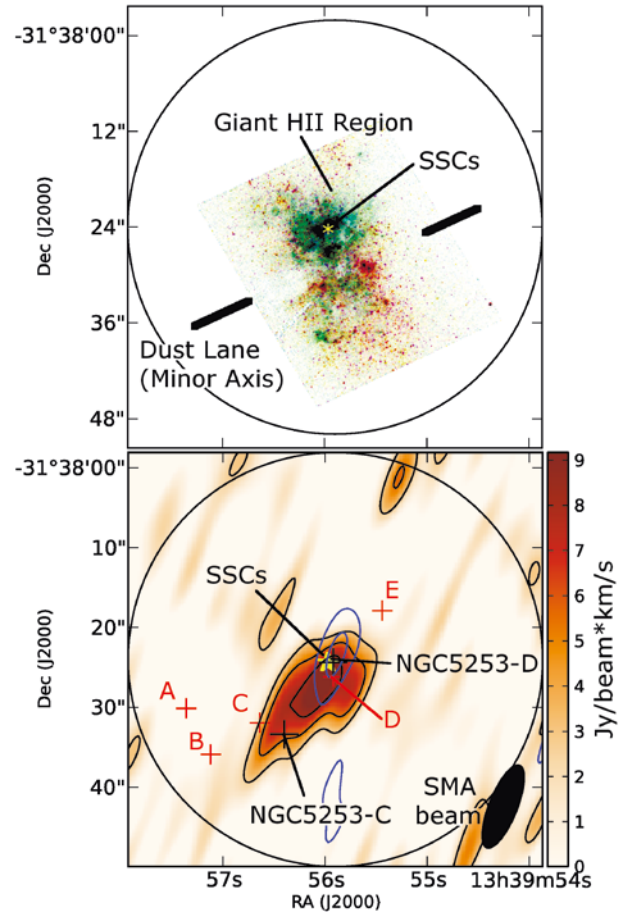 -31°38'00"
12"
24"
36"
48"
Dec (J2000)
Giant HII Region
SSCs
Dust Lane
(Minor Axis)
-31°38'00"
10"
20"
30"
40"
Dec (J2000)
SSCs
E
NGC5253-D
A
C
B
D
NGC5253-C
SMA
beam
57s
56s
55s
13h39m54s
RA (J2000)
9
8
7
6
5
4
3
2
1
0
Jy/beam*km/s